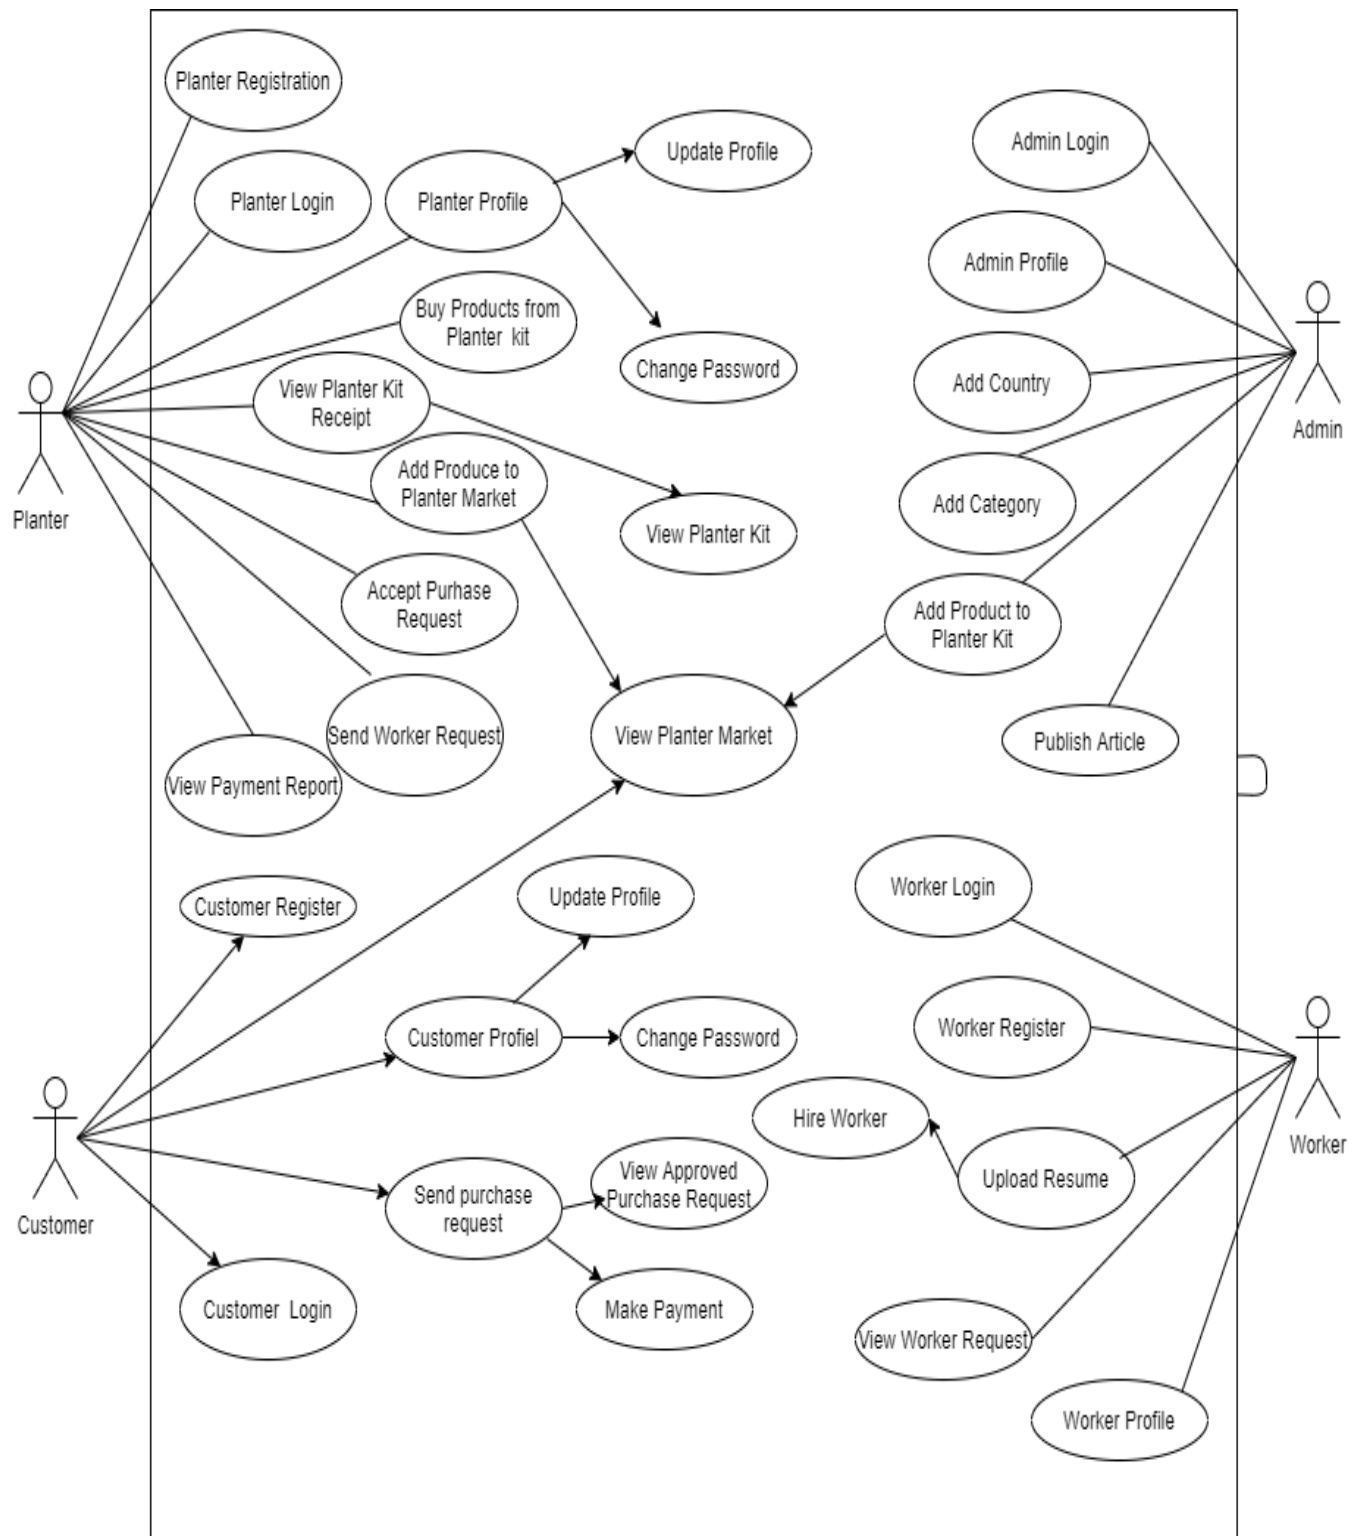 Planter Registration
Update Profile
Admin Login
Planter Login
Planter Profile
Admin Profile
Buy Products from
Planter  kit
Change Password
Add Country
View Planter Kit
Receipt
Admin
Add Produce to
Planter Market
Add Category
Planter
View Planter Kit
Accept Purhase
Request
Add Product to
Planter Kit
Send Worker Request
View Planter Market
Publish Article
View Payment Report
Worker Login
Customer Register
Update Profile
Customer Profiel
Change Password
Worker Register
Hire Worker
Worker
View Approved
Purchase Request
Upload Resume
Send purchase
request
Customer
Customer  Login
Make Payment
View Worker Request
Worker Profile